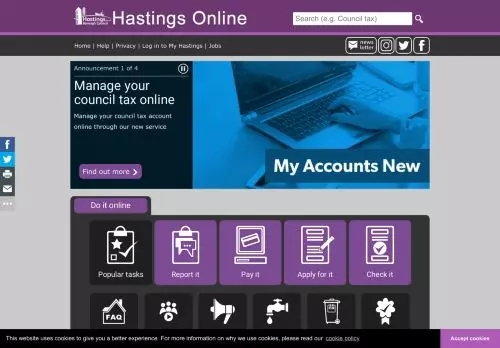 Hastings
Borough Council
Hastings Online
Search (e.g. Council tax)
Home | Help | Privacy | Log in to My Hastings | Jobs
news
letter
Announcement 1 of 4
Manage your
council tax online
Manage your council tax account
online through our new service
Find out more
My Accounts New
Do it online
Popular tasks
Report it
Pay it
Apply for it
Check it
FAQ
This website uses cookies to give you a better experience. For more information on why we use cookies, please read our cookie policy
Accept cookies